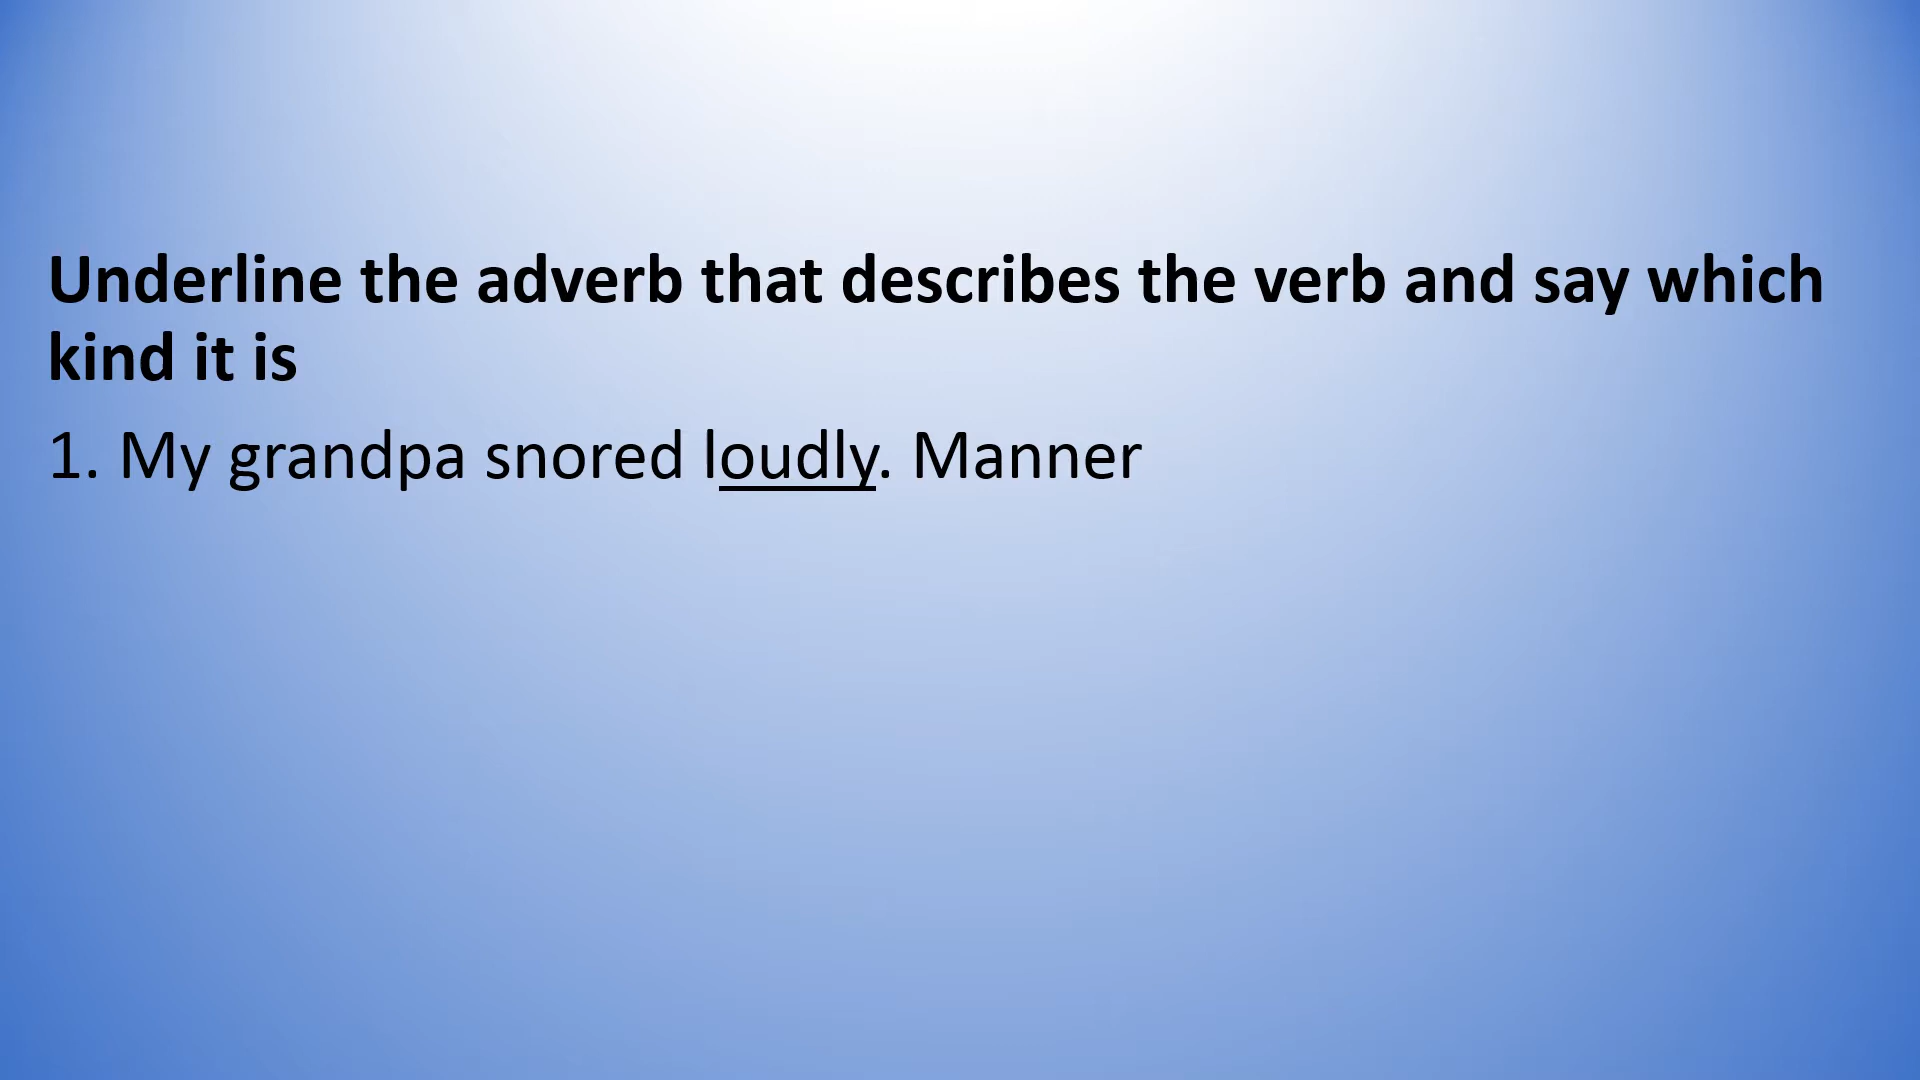 Underline the adverb that describes the verb and say which
kind it is
1. My grandpa snored loudly. Manner